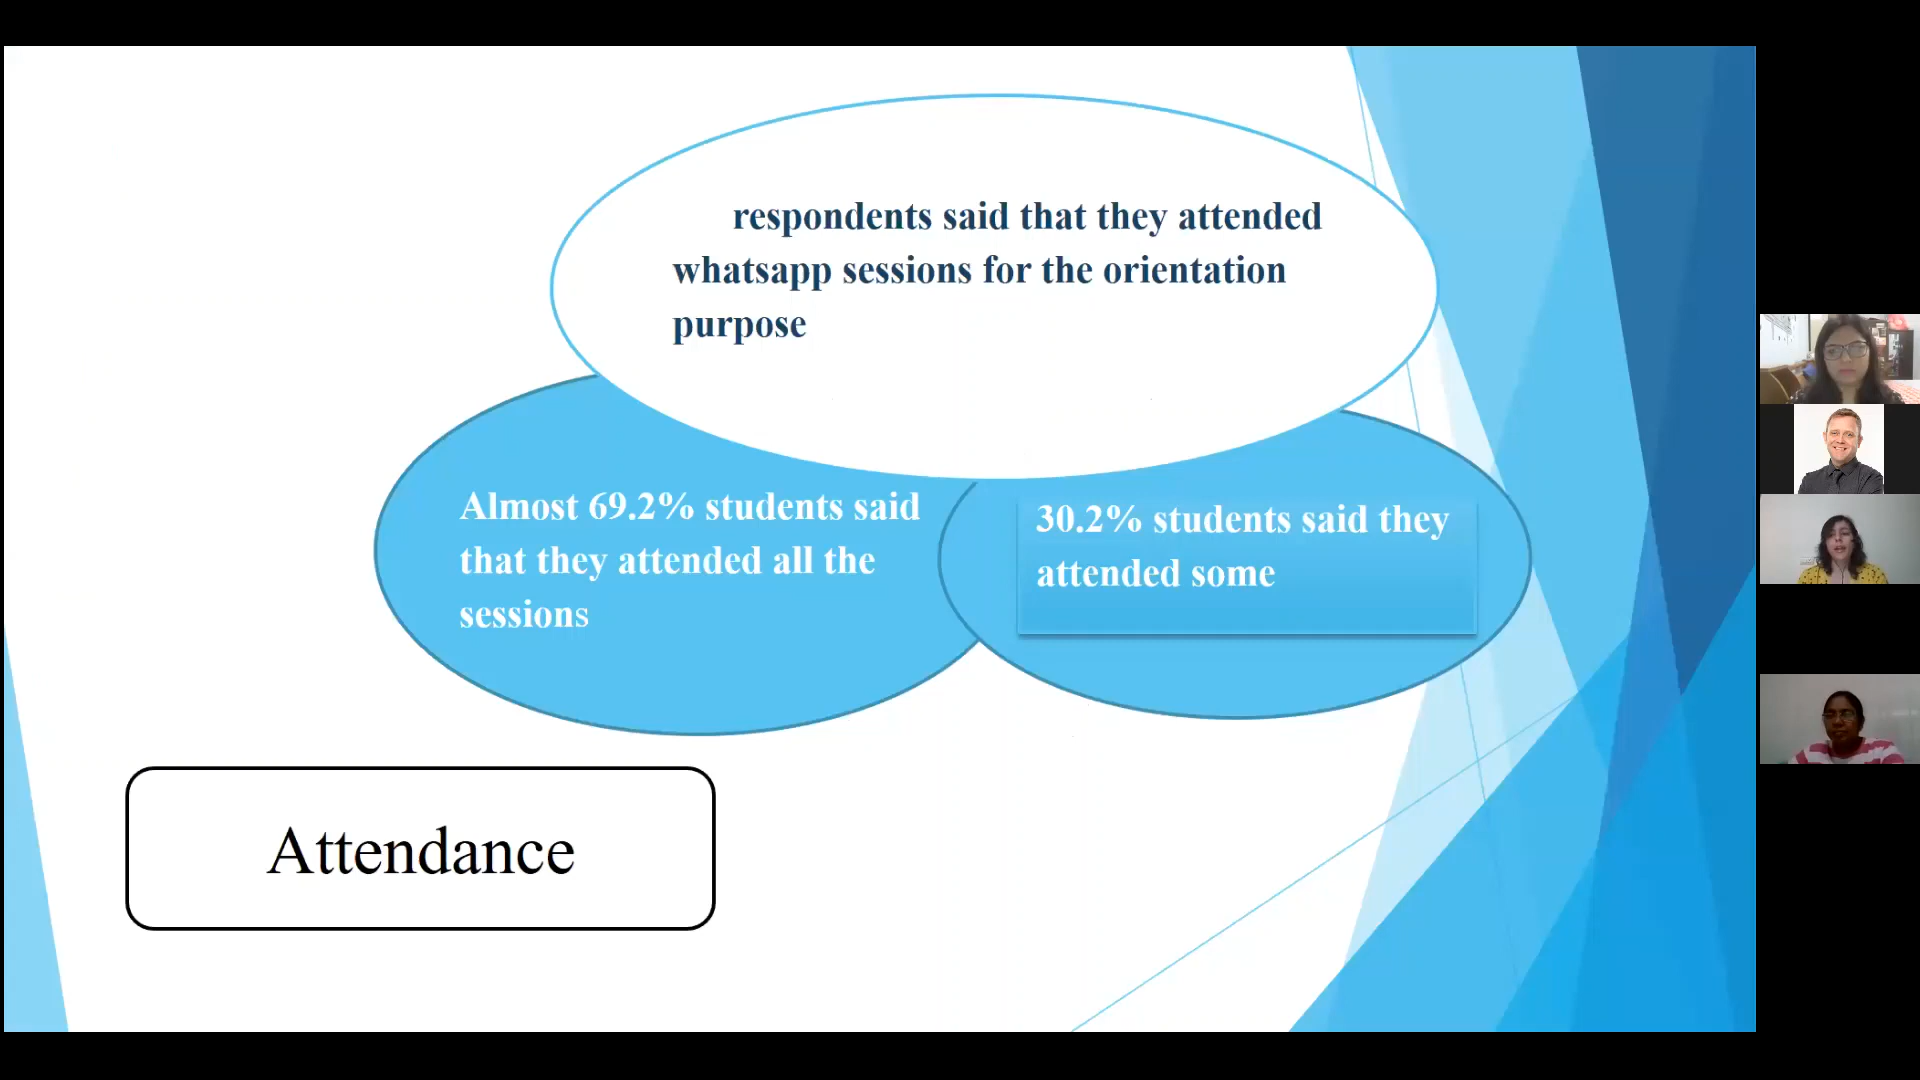 respondents said that they attended
whatsapp sessions for the orientation
purpose
Almost 69.2% students said
that they attended all the
sessions
30.2% students said they
attended some
Attendance